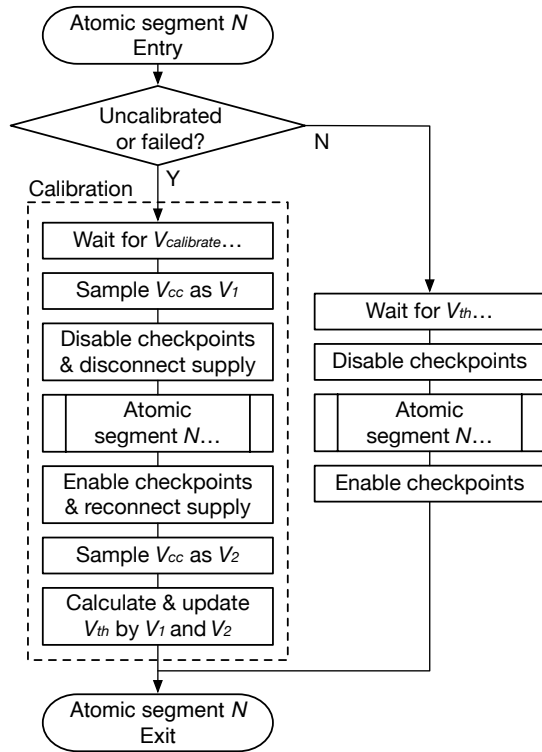 Atomic segment N
Entry
Uncalibrated
or failed?
N
Y
Calibration
Wait for Vcalibrate...
Sample Vcc as V1
Disable checkpoints
& disconnect supply
Atomic
segment N...
Enable checkpoints
& reconnect supply
Sample Vcc as V2
Calculate & update
Vth by V1 and V2
Wait for Vth...
Disable checkpoints
Atomic
segment N...
Enable checkpoints
Atomic segment N
Exit